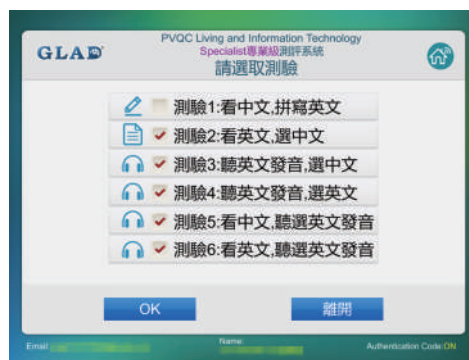 GLAD
PVQC Living and Information Technology
Specialist專業級測評系統
請選取測驗
測驗1:看中文,拼寫英文
測驗2:看英文,選中文
測驗3:聽英文發音,選中文
測驗4:聽英文發音,選英文
測驗5:看中文,聽選英文發音
測驗6:看英文,聽選英文發音
OK 離開
Email: Name: Authentication Code:ON